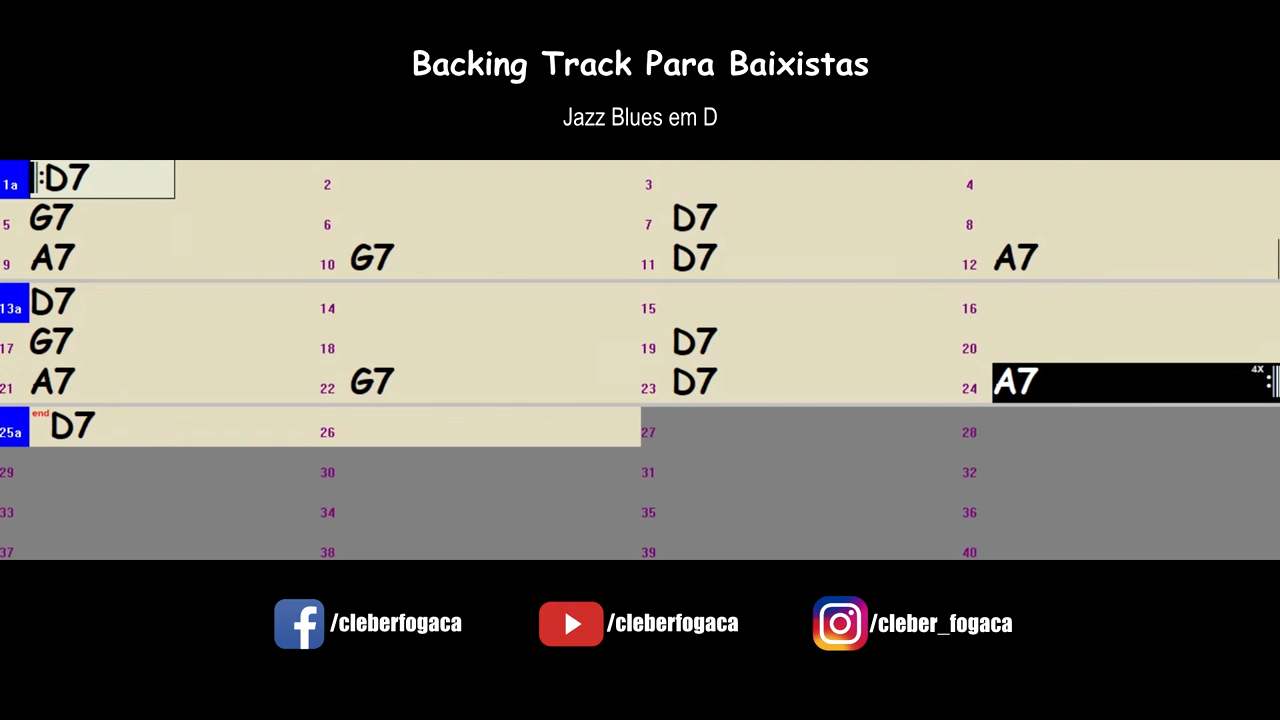 Backing Track Para Baixistas
Jazz Blues em D
1a :D7 2 3 4
5 G7 6 7 D7 8
9 A7 10 G7 11 D7 12 A7
13a D7 14 15 16
17 G7 18 19 D7 20
21 A7 22 G7 23 D7 24 A7 4X :
25a end D7 26 27 28
29 30 31 32
33 34 35 36
37 38 39 40
/cleberfogaca /cleberfogaca /cleber_fogaca